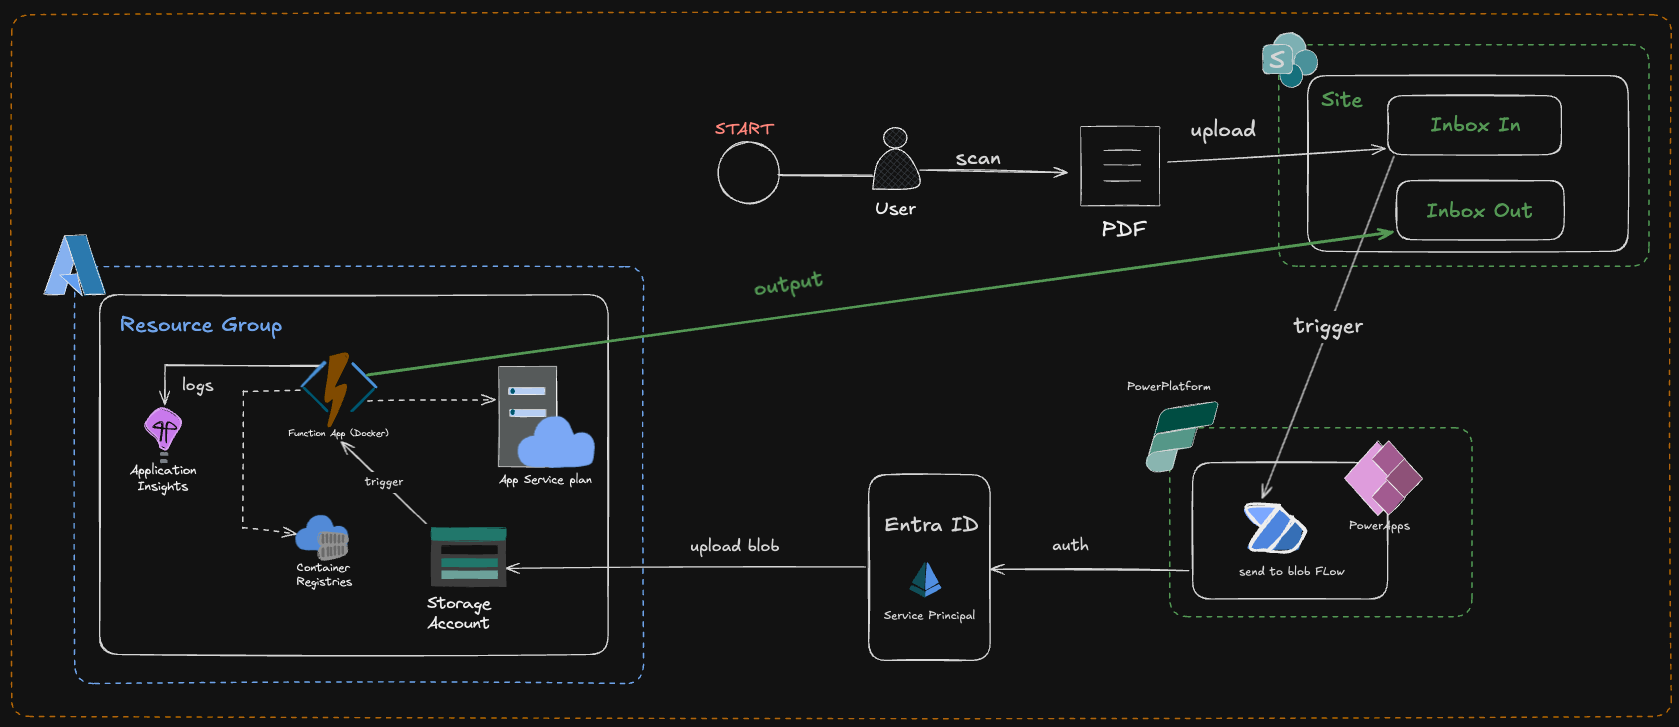 START
User
scan
PDF
upload
S
Site
Inbox In
Inbox Out
output
trigger
Resource Group
logs
Function App (Docker)
Application
Insights
trigger
App Service plan
Container
Registries
Storage
Account
upload blob
Entra ID
Service Principal
auth
PowerPlatform
PowerApps
send to blob FLow